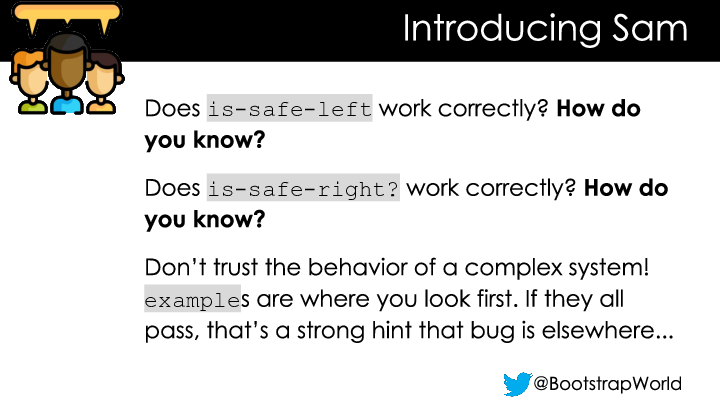 Introducing Sam
Does is-safe-left work correctly? How do
you know?
Does is-safe-right? work correctly? How do
you know?
Don’t trust the behavior of a complex system!
examples are where you look first. If they all
pass, that’s a strong hint that bug is elsewhere...
@BootstrapWorld